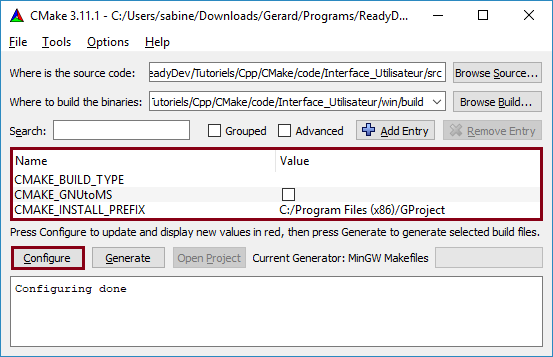 CMake 3.11.1 - C:/Users/sabine/Downloads/Gerard/Programs/ReadyD...
File Tools Options Help
Where is the source code: ReadyDev/Tutoriels/Cpp/CMake/code/Interface_Utilisateur/src Browse Source...
Where to build the binaries: Tutoriels/Cpp/CMake/code/Interface_Utilisateur/win/build Browse Build...
Search: Grouped Advanced Add Entry Remove Entry
Name Value
CMAKE_BUILD_TYPE
CMAKE_GNUtoMS
CMAKE_INSTALL_PREFIX C:/Program Files (x86)/GProject
Press Configure to update and display new values in red, then press Generate to generate selected build files.
Configure Generate Open Project Current Generator: MinGW Makefiles
Configuring done